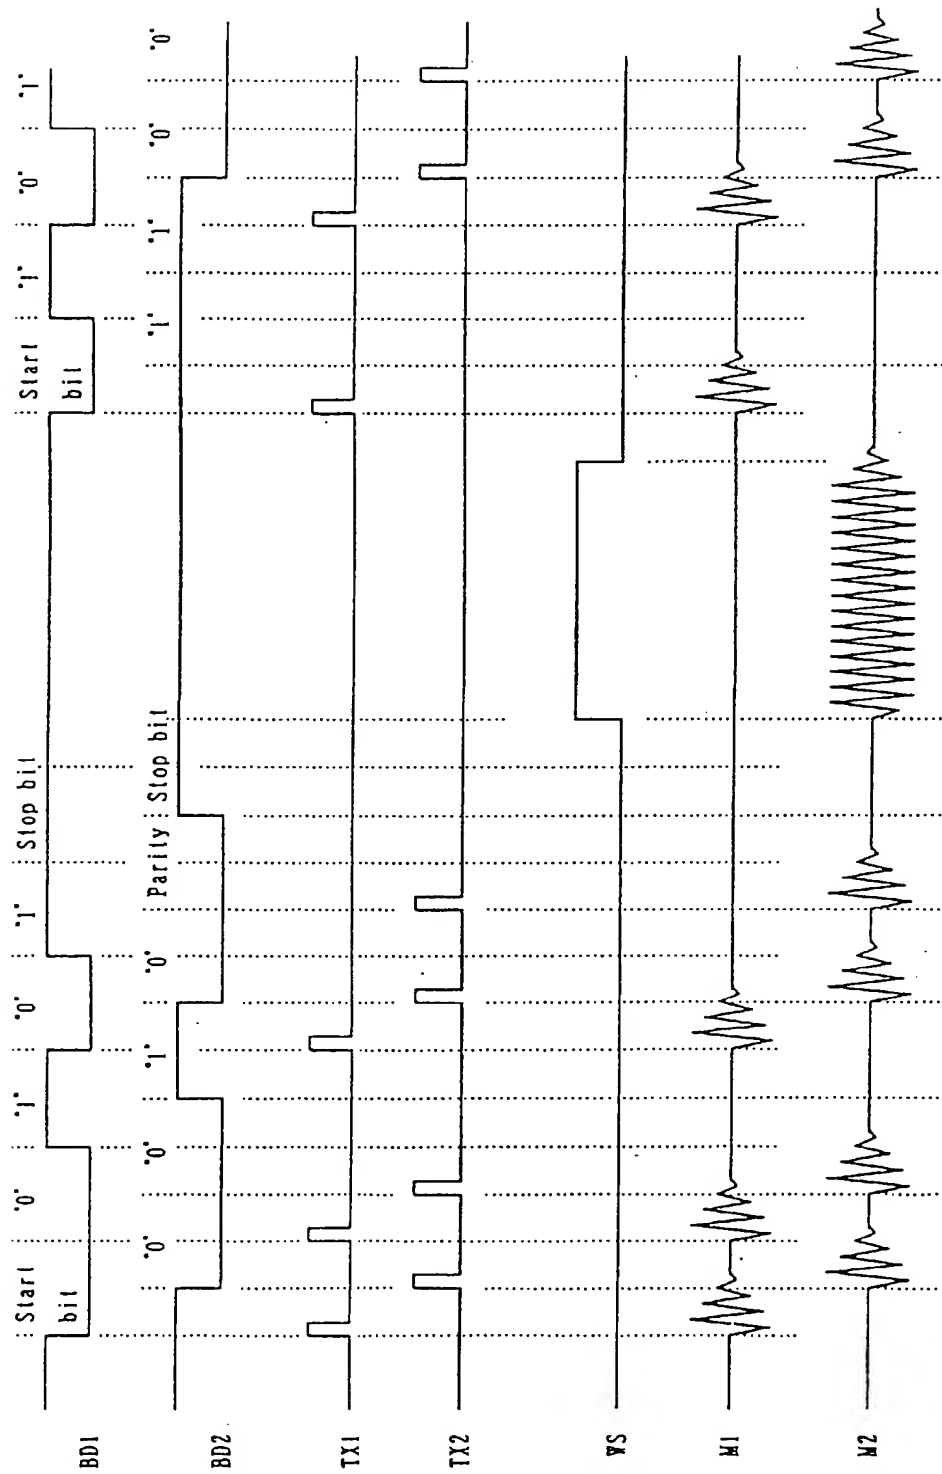 Start "0" "1" "0" "1" Stop bit Start "1" "0" "1"
bit bit
BD1
"0" "0" "1" "0" Parity Stop bit "1" "1" "0" "0"
BD2
TX1
TX2
WS
M1
M2